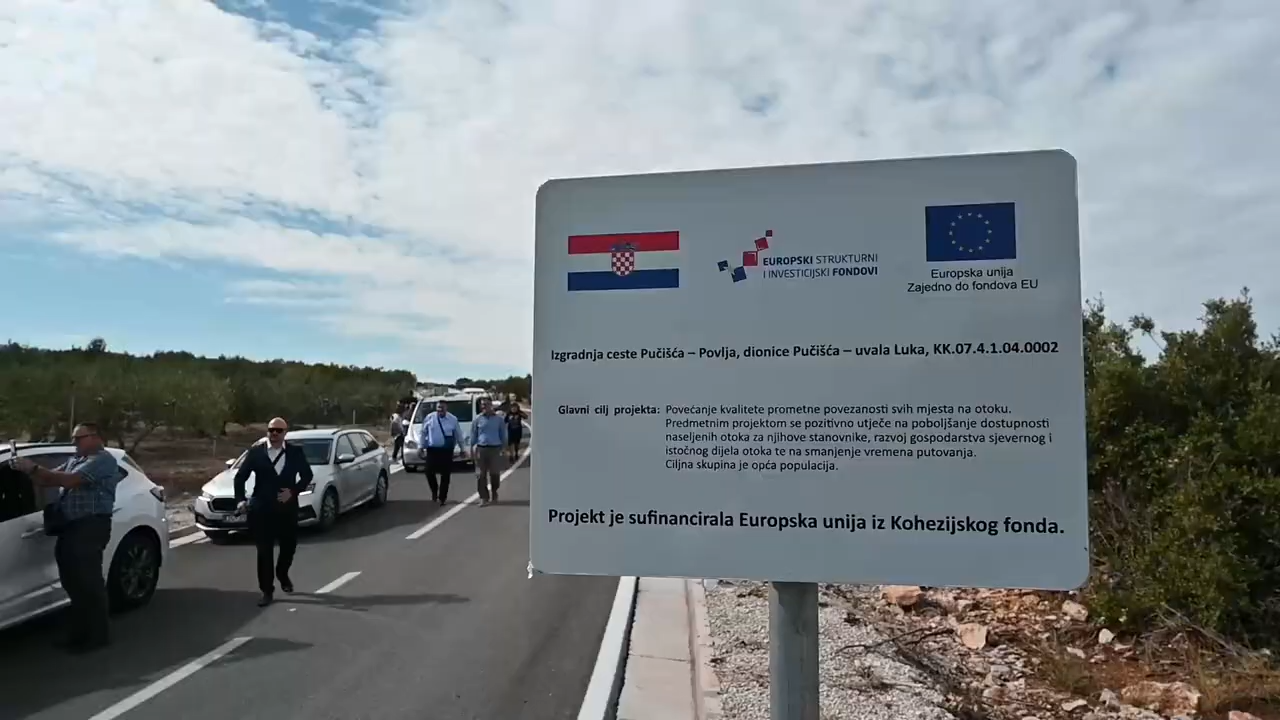 EUROPSKI STRUKTURNI
I INVESTICIJSKI FONDOVI
Europska unija
Zajedno do fondova EU
Izgradnja ceste Pučišća – Povlja, dionice Pučišća – uvala Luka, KK.07.4.1.04.0002
Glavni cilj projekta: Povećanje kvalitete prometne povezanosti svih mjesta na otoku.
Predmetnim projektom se pozitivno utječe na poboljšanje dostupnosti
naseljenih otoka za njihove stanovnike, razvoj gospodarstva sjevernog i
istočnog dijela otoka te na smanjenje vremena putovanja.
Ciljna skupina je opća populacija.
Projekt je sufinancirala Europska unija iz Kohezijskog fonda.